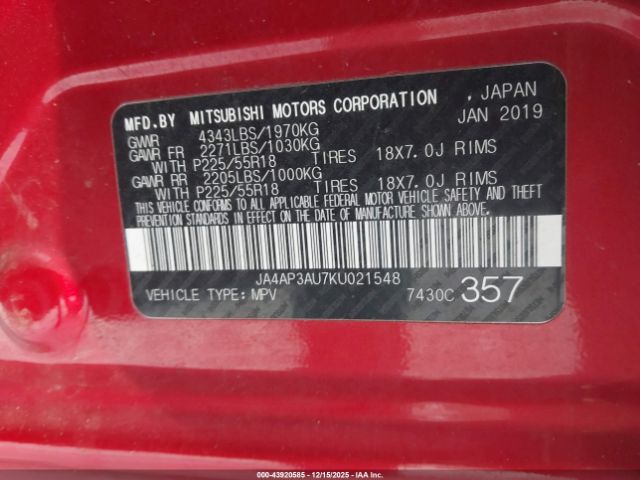 MFD.BY MITSUBISHI MOTORS CORPORATION , JAPAN
GVWR 4343LBS/1970KG JAN 2019
GAWR FR 2271LBS/1030KG
WITH P225/55R18 TIRES 18X7.0J RIMS
GAWR RR 2205LBS/1000KG
WITH P225/55R18 TIRES 18X7.0J RIMS
THIS VEHICLE CONFORMS TO ALL APPLICABLE FEDERAL MOTOR VEHICLE SAFETY AND THEFT
PREVENTION STANDARDS IN EFFECT ON THE DATE OF MANUFACTURE SHOWN ABOVE.
JA4AP3AU7KU021548
VEHICLE TYPE: MPV 7430C 357
000-43920585 - 12/15/2025 - IAAI.COM